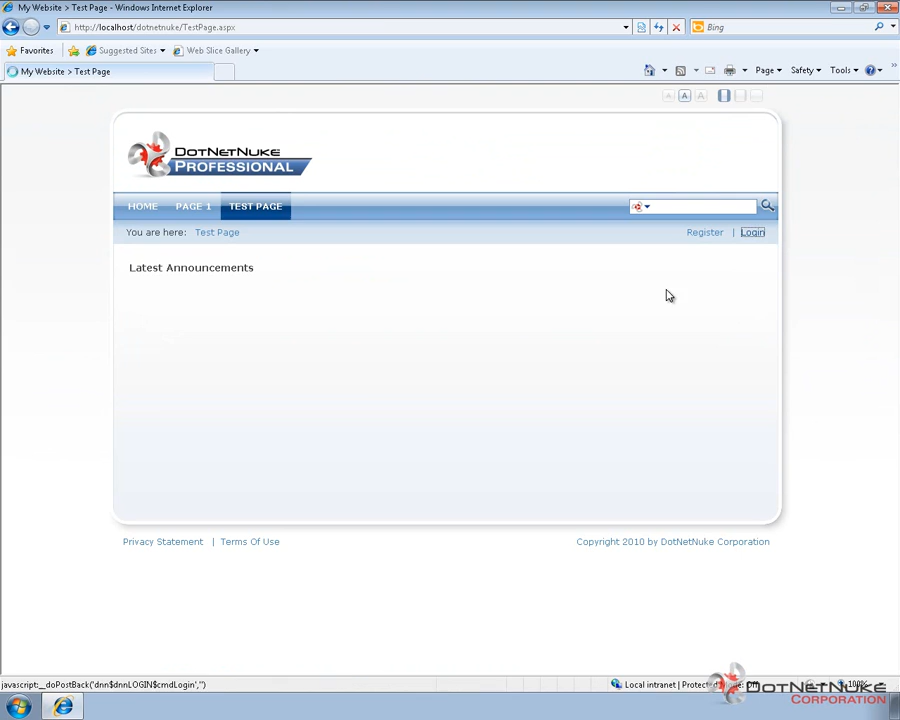 My Website > Test Page - Windows Internet Explorer
http://localhost/dotnetnuke/TestPage.aspx
Bing
Favorites
Suggested Sites
Web Slice Gallery
My Website > Test Page
Page
Safety
Tools
A A A
DOTNETNUKE
PROFESSIONAL
HOME PAGE 1 TEST PAGE
You are here: Test Page
Register | Login
Latest Announcements
Privacy Statement | Terms Of Use
Copyright 2010 by DotNetNuke Corporation
javascript:__doPostBack('dnn$dnnLOGIN$cmdLogin','')
Local intranet | Protected Mode: Off
100%
DOTNETNUKE
CORPORATION